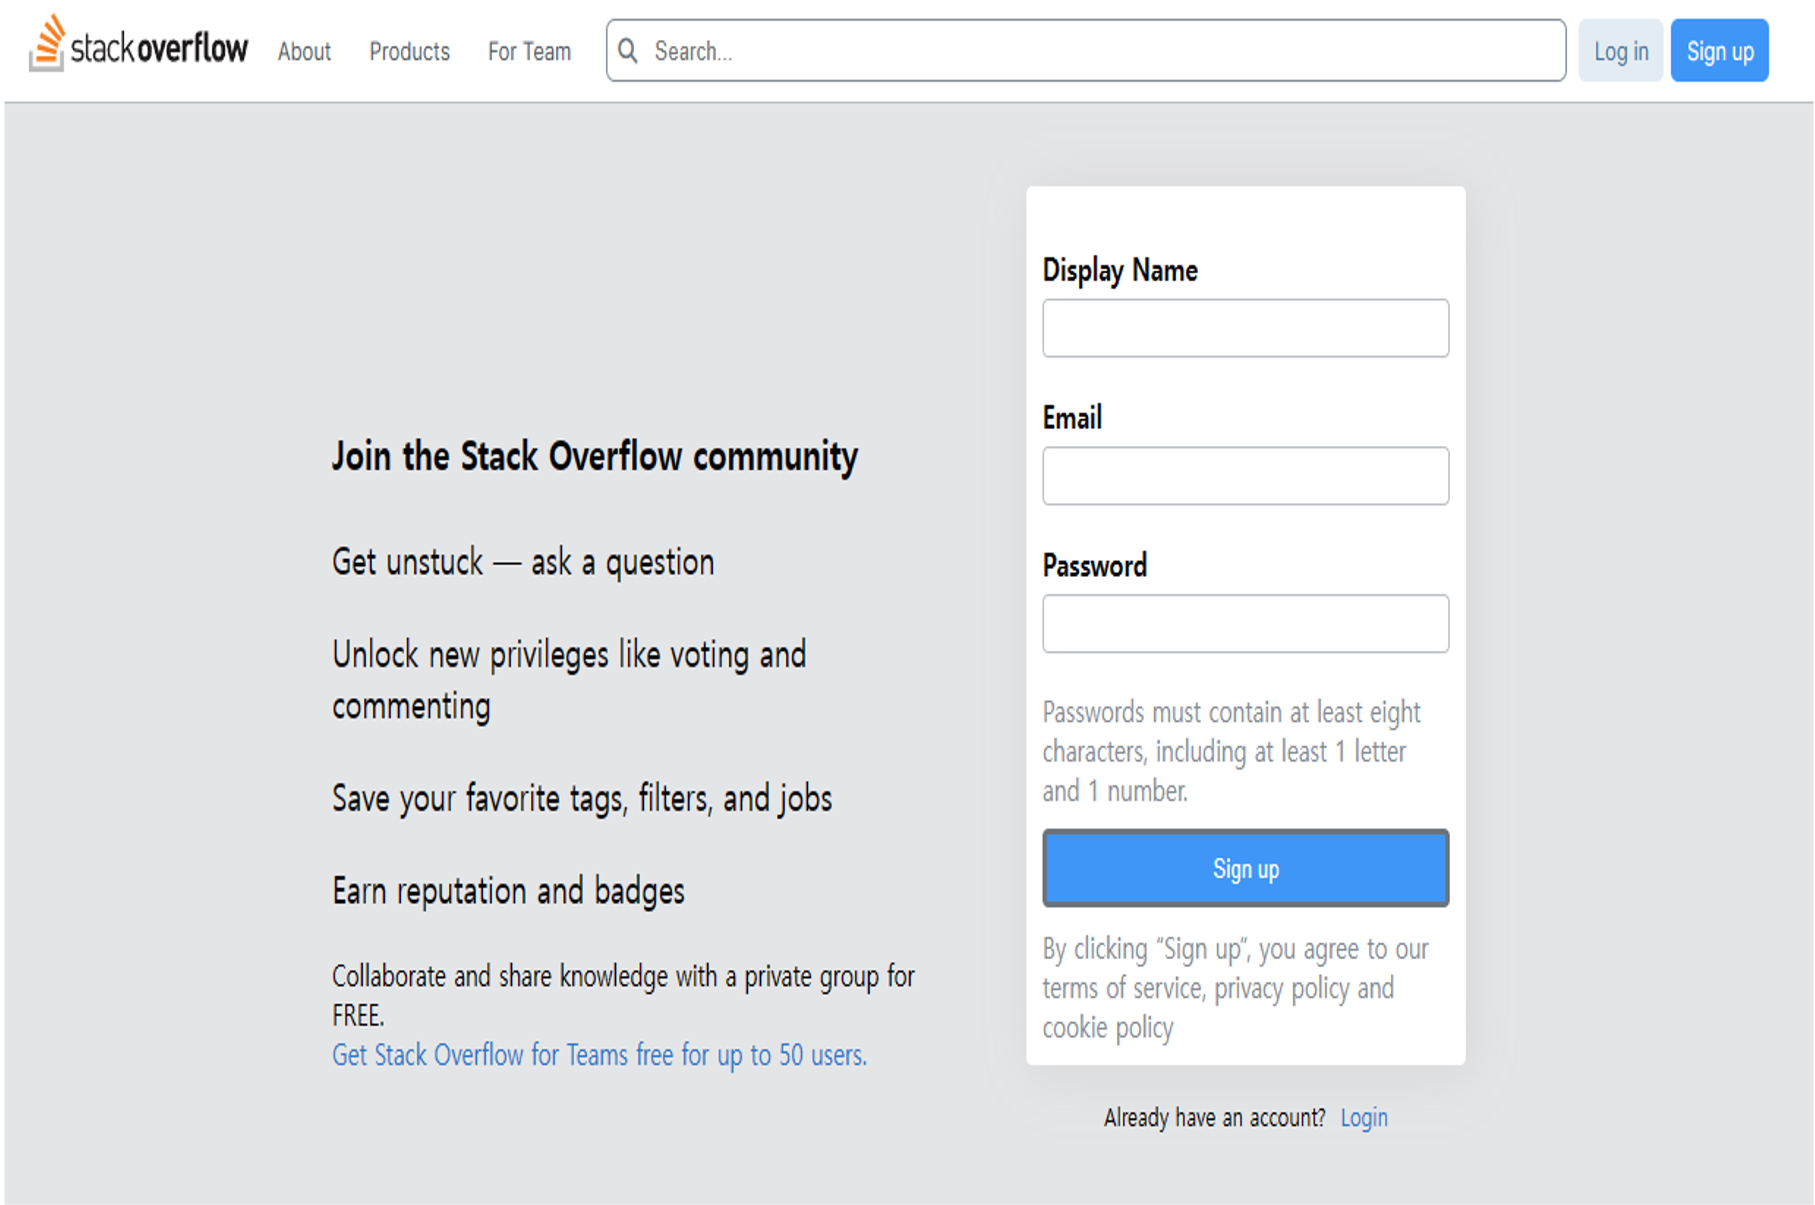 stackoverflow About Products For Team Search... Log in Sign up
Join the Stack Overflow community
Get unstuck — ask a question
Unlock new privileges like voting and
commenting
Save your favorite tags, filters, and jobs
Earn reputation and badges
Collaborate and share knowledge with a private group for
FREE.
Get Stack Overflow for Teams free for up to 50 users.
Display Name
Email
Password
Passwords must contain at least eight
characters, including at least 1 letter
and 1 number.
Sign up
By clicking “Sign up”, you agree to our
terms of service, privacy policy and
cookie policy
Already have an account? Login